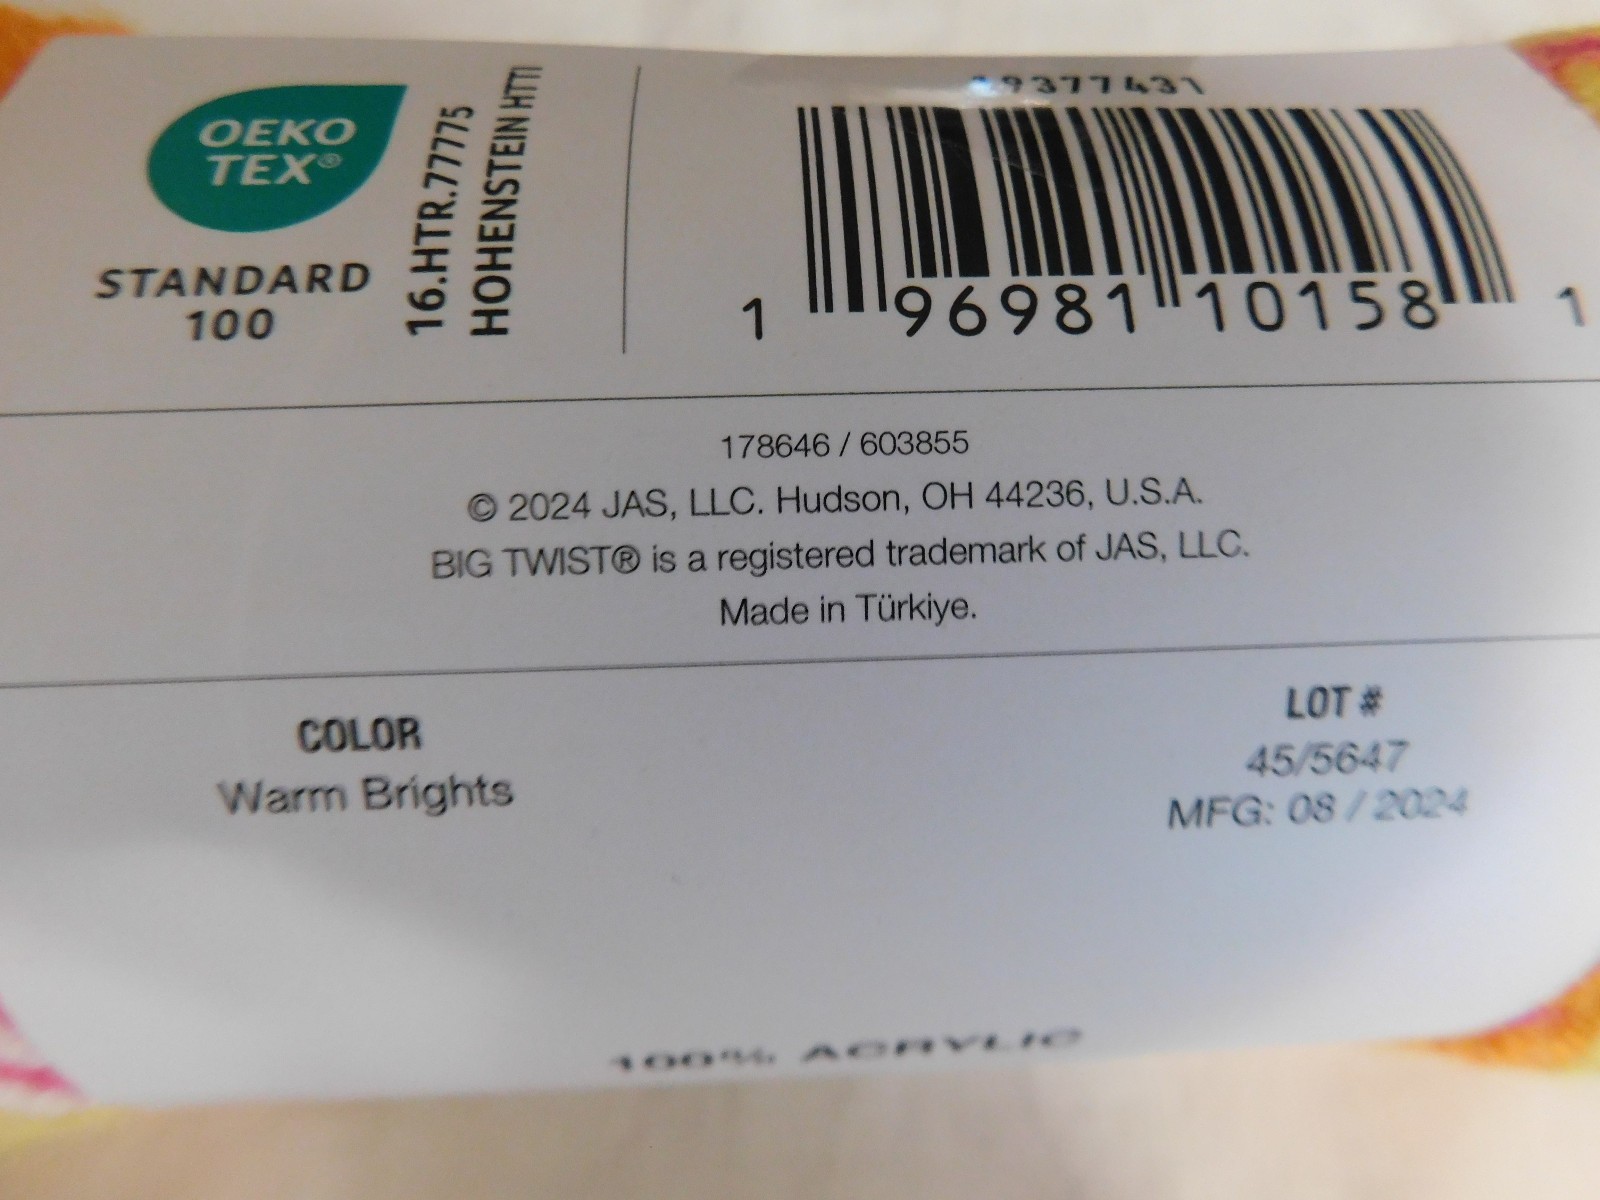 OEKO
TEX®
STANDARD
100
16.HTR.77775
HOHENSTEIN HTTI
19377431
1 96981 10158 1
178646 / 603855
© 2024 JAS, LLC. Hudson, OH 44236, U.S.A.
BIG TWIST® is a registered trademark of JAS, LLC.
Made in Türkiye.
COLOR
Warm Brights
LOT #
45/5647
MFG: 08 / 2024
100% ACRYLIC